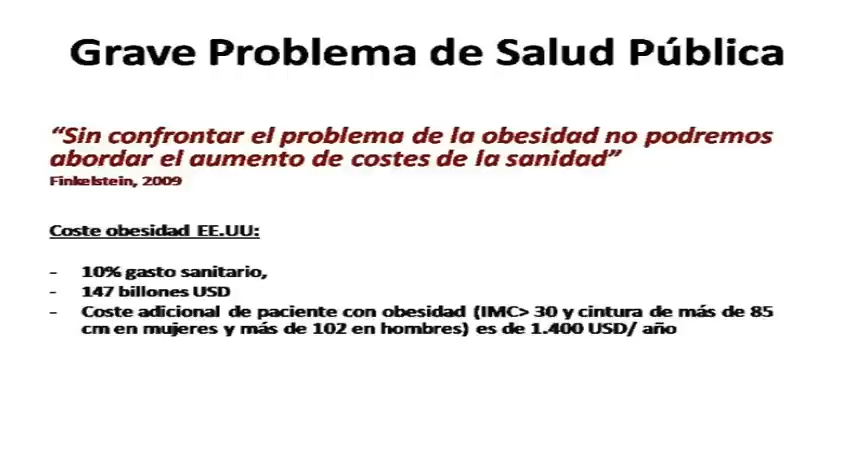 Grave Problema de Salud Pública
“Sin confrontar el problema de la obesidad no podremos
abordar el aumento de costes de la sanidad”
Finkelstein, 2009
Coste obesidad EE.UU:
- 10% gasto sanitario,
- 147 billones USD
- Coste adicional de paciente con obesidad (IMC> 30 y cintura de más de 85
cm en mujeres y más de 102 en hombres) es de 1.400 USD/ año